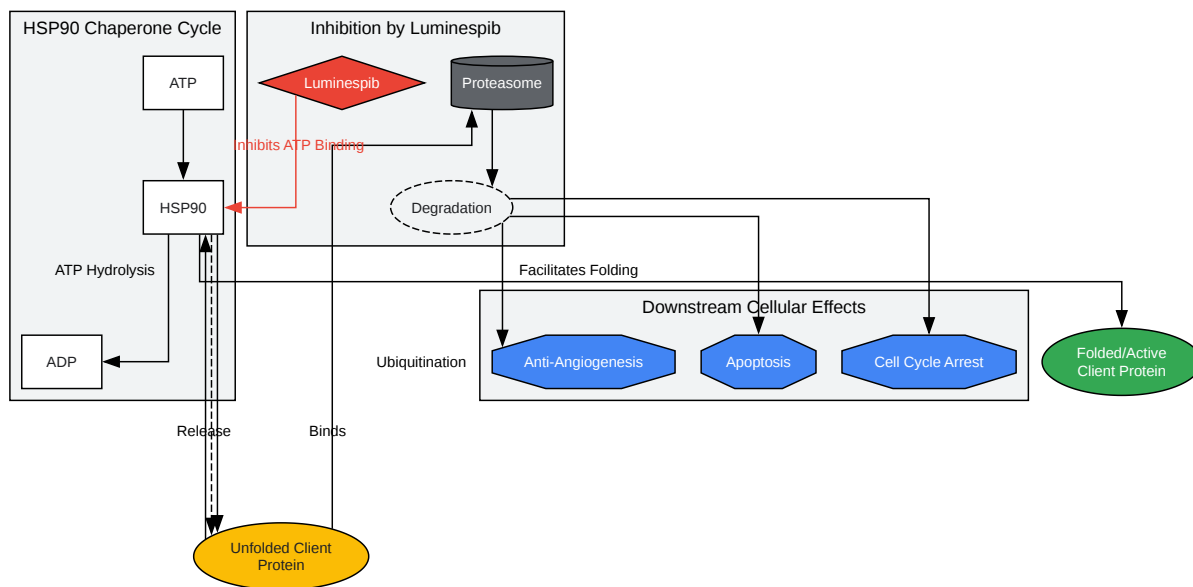 HSP90 Chaperone Cycle
Inhibition by Luminespib
ATP
Luminespib
Proteasome
Inhibits ATP Binding
HSP90
Degradation
ATP Hydrolysis
Facilitates Folding
Downstream Cellular Effects
ADP
Ubiquitination
Anti-Angiogenesis
Apoptosis
Cell Cycle Arrest
Folded/Active
Client Protein
Release
Binds
Unfolded Client
Protein